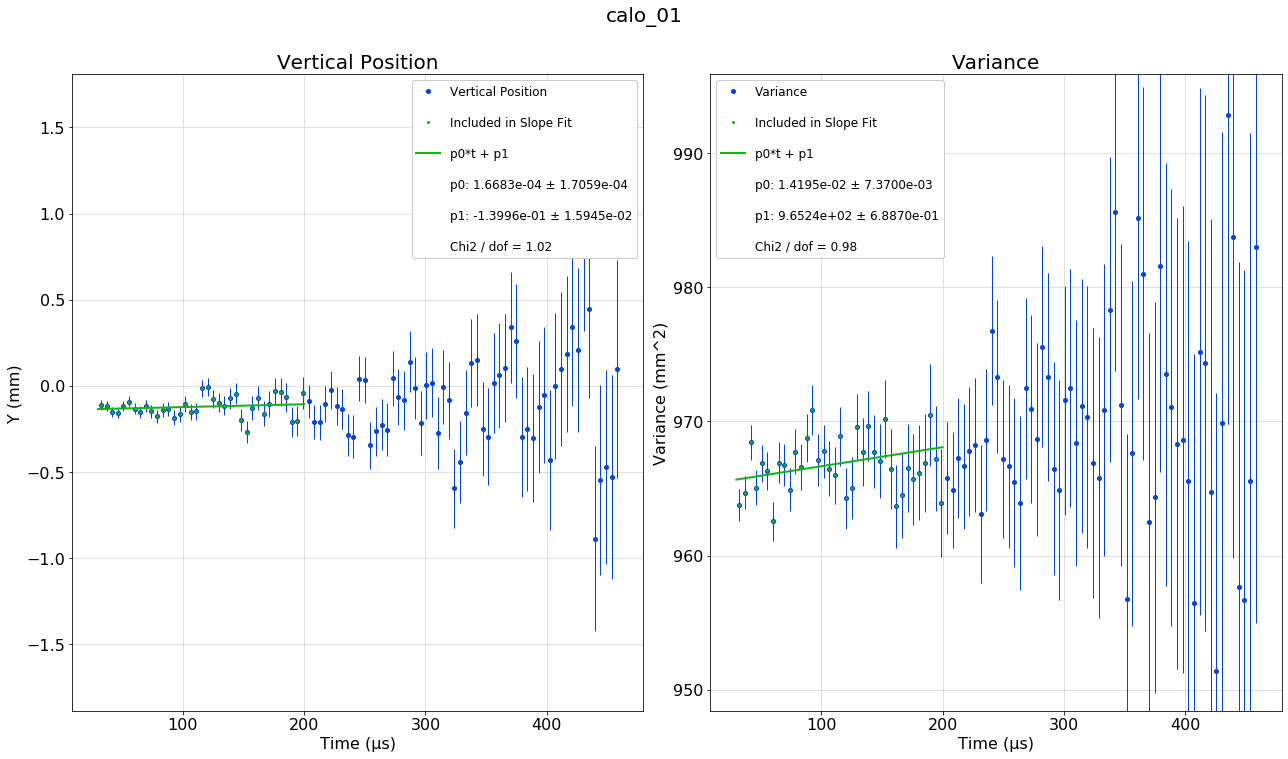 calo_01
Vertical Position
Vertical Position
Included in Slope Fit
p0*t + p1
p0: 1.6683e-04 ± 1.7059e-04
p1: -1.3996e-01 ± 1.5945e-02
Chi2 / dof = 1.02
1.5
1.0
0.5
0.0
−0.5
−1.0
−1.5
Y (mm)
100
200
300
400
Time (μs)
Variance
Variance
Included in Slope Fit
p0*t + p1
p0: 1.4195e-02 ± 7.3700e-03
p1: 9.6524e+02 ± 6.8870e-01
Chi2 / dof = 0.98
990
980
970
960
950
Variance (mm^2)
100
200
300
400
Time (μs)